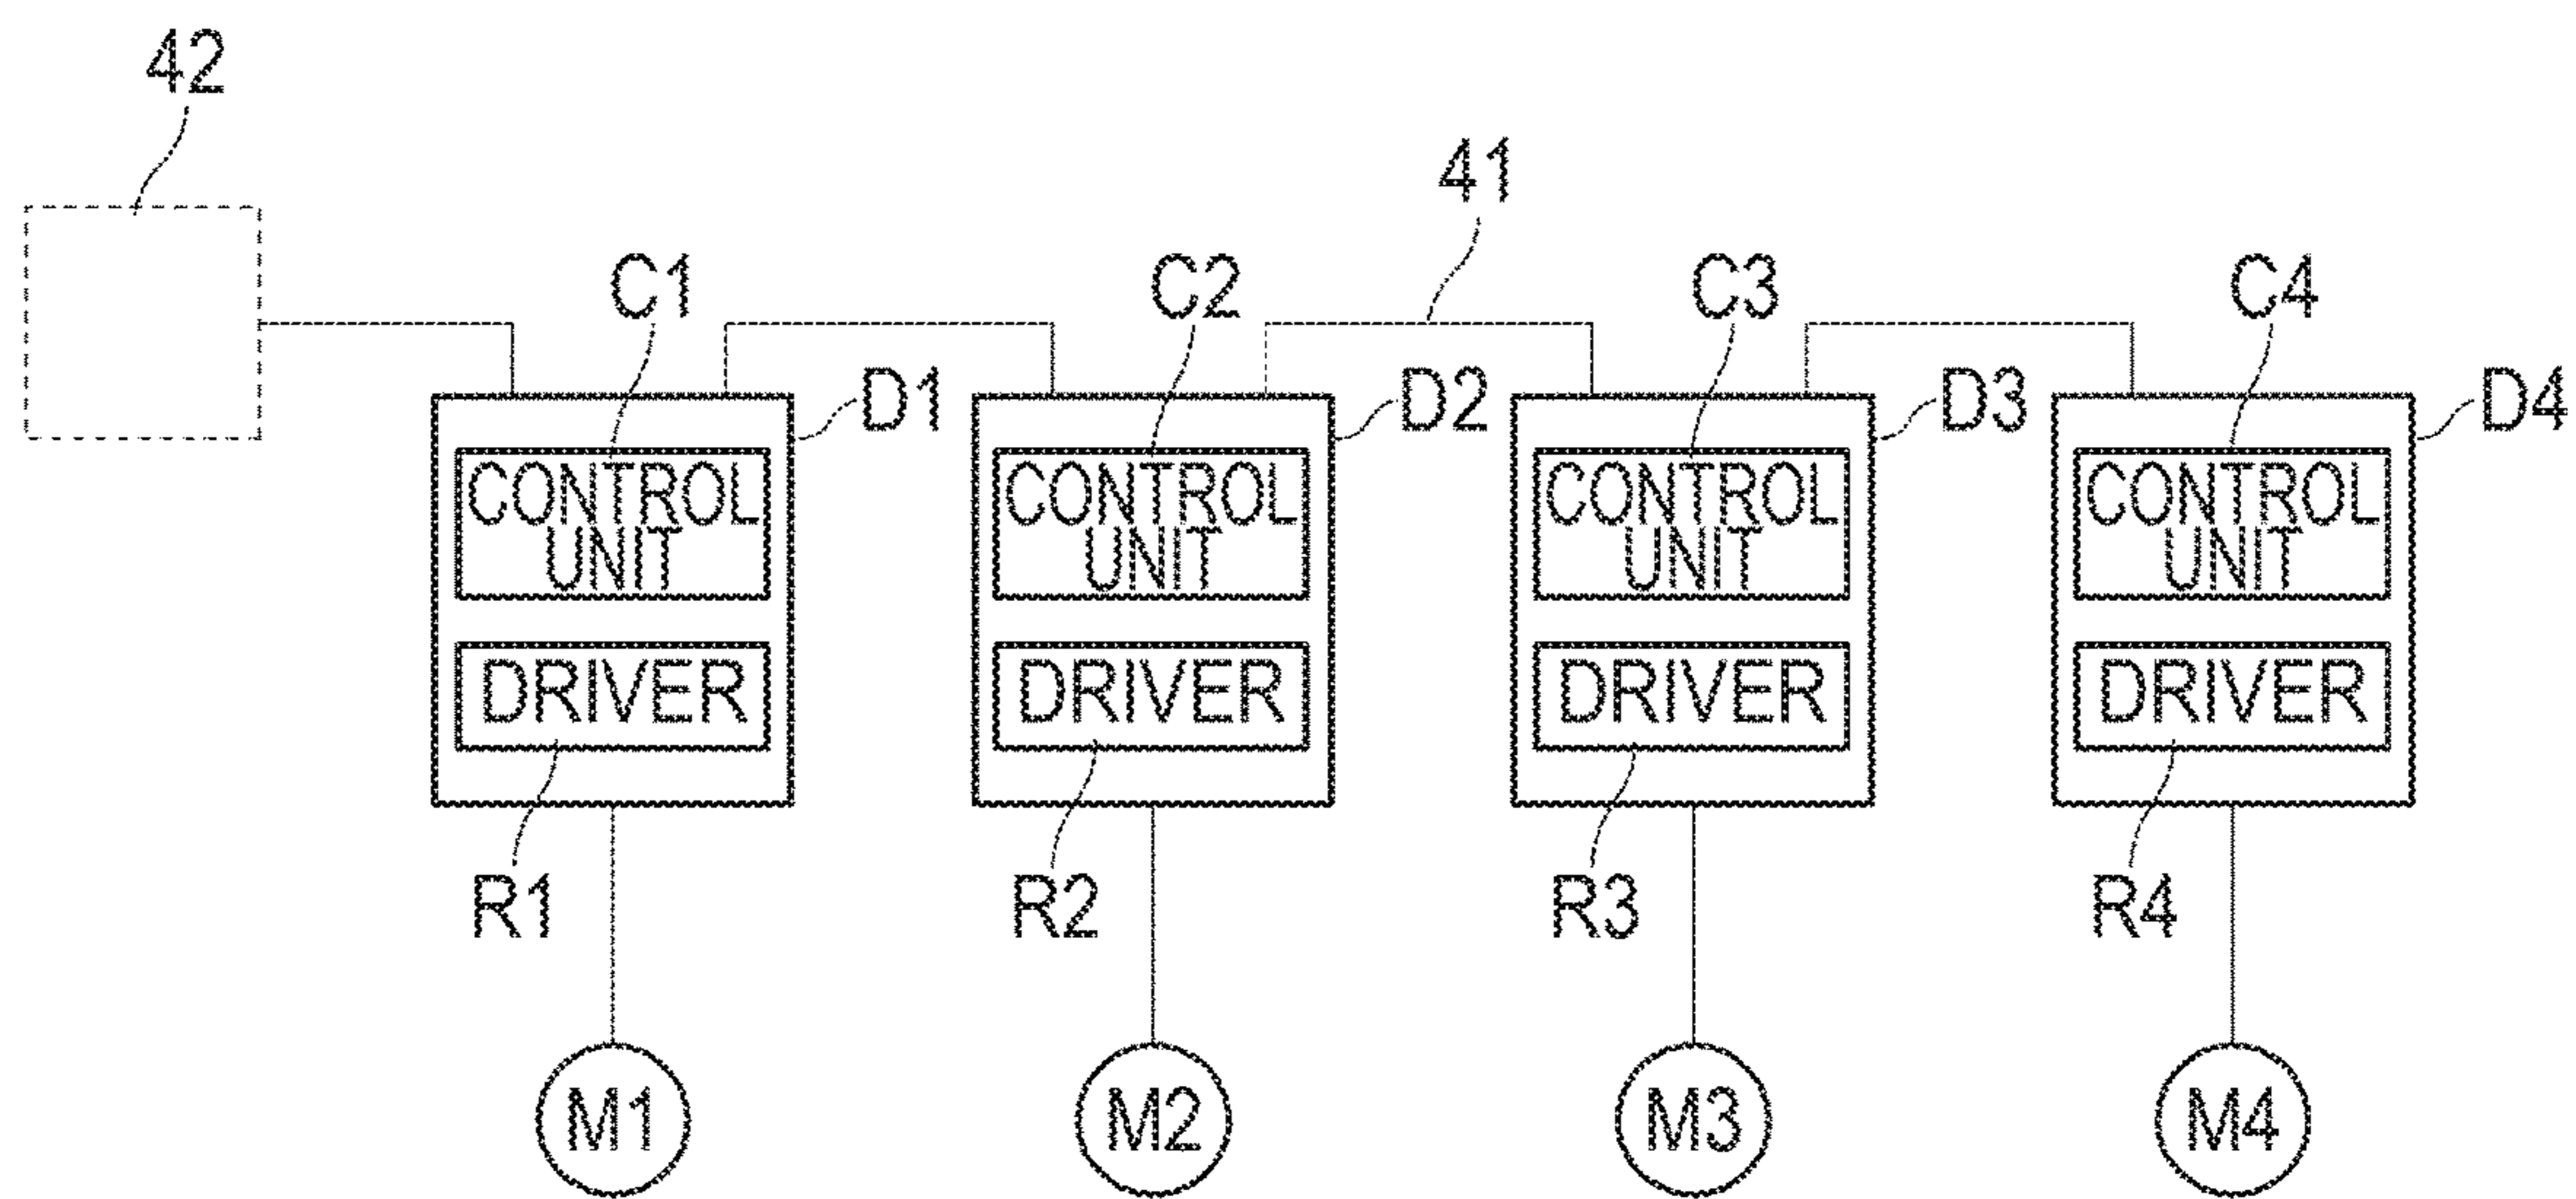 42
41
C1 C2 C3 C4
D1 D2 D3 D4
CONTROL UNIT CONTROL UNIT CONTROL UNIT CONTROL UNIT
DRIVER DRIVER DRIVER DRIVER
R1 R2 R3 R4
M1 M2 M3 M4